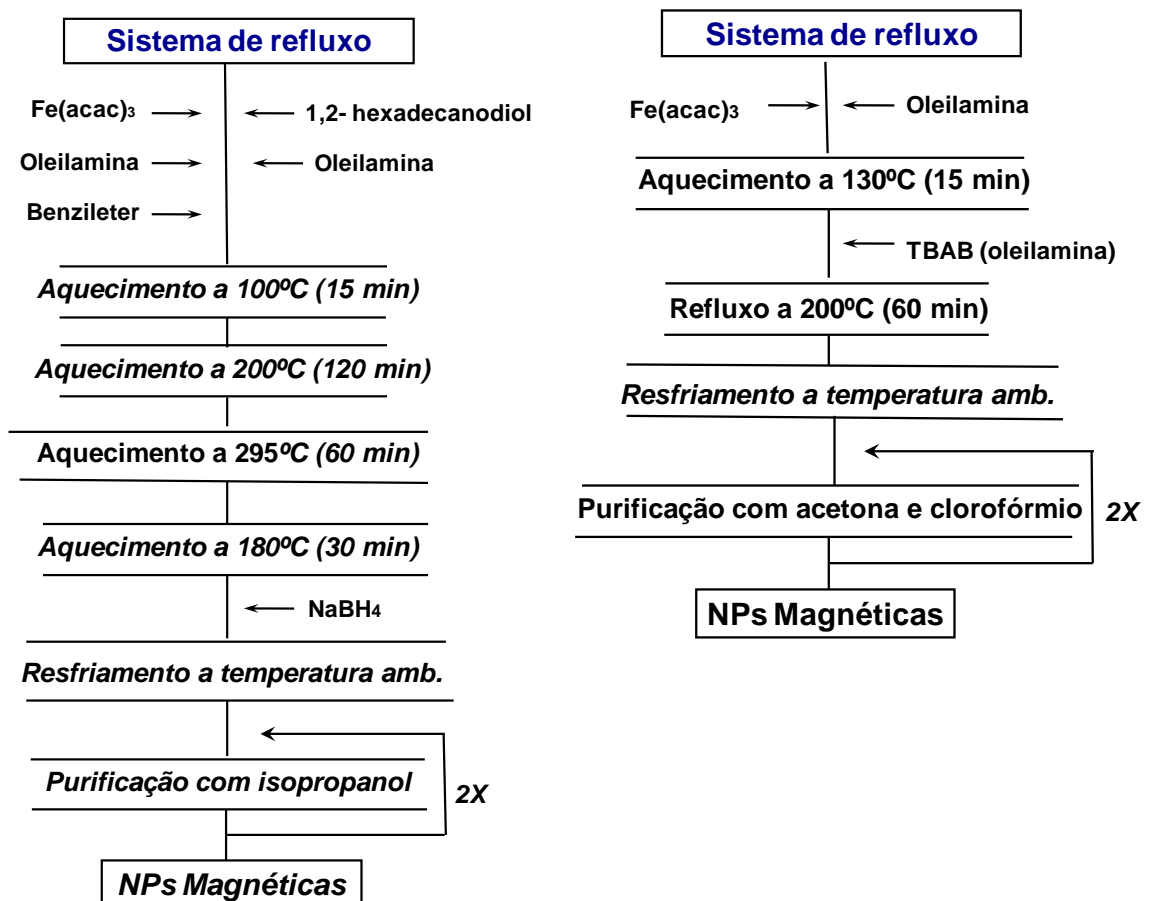 Sistema de refluxo
Fe(acac)3
1,2- hexadecanodiol
Oleilamina
Oleilamina
Benzileter
Aquecimento a 100ºC (15 min)
Aquecimento a 200ºC (120 min)
Aquecimento a 295ºC (60 min)
Aquecimento a 180ºC (30 min)
NaBH4
Resfriamento a temperatura amb.
Purificação com isopropanol
2X
NPs Magnéticas
Sistema de refluxo
Fe(acac)3
Oleilamina
Aquecimento a 130ºC (15 min)
TBAB (oleilamina)
Refluxo a 200ºC (60 min)
Resfriamento a temperatura amb.
Purificação com acetona e clorofórmio
2X
NPs Magnéticas